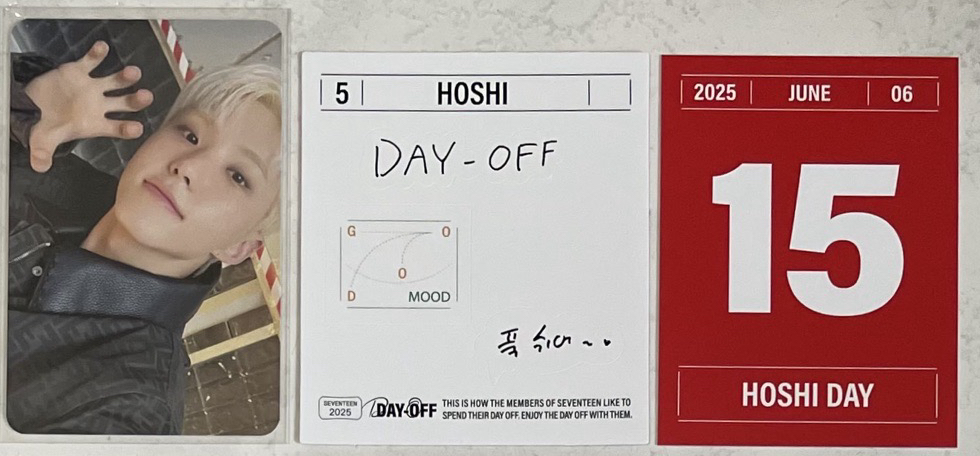 5 HOSHI
DAY-OFF
G O
O
D MOOD
푹 쉬어~
SEVENTEEN
2025
DAY-OFF
THIS IS HOW THE MEMBERS OF SEVENTEEN LIKE TO
SPEND THEIR DAY OFF. ENJOY THE DAY OFF WITH THEM.
2025 JUNE 06
15
HOSHI DAY